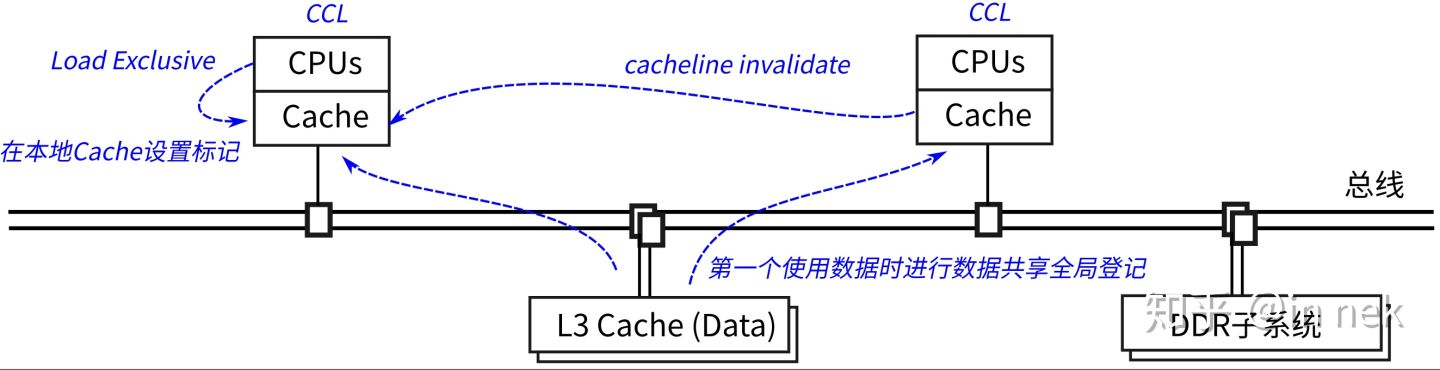 CCL
CCL
Load Exclusive
CPUs
cacheline invalidate
CPUs
Cache
Cache
在本地Cache设置标记
总线
第一个使用数据时进行数据共享全局登记
L3 Cache (Data)
DDR子系统
知乎 @in nek